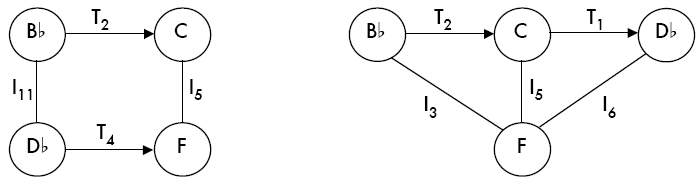 B♭ T₂ C
I₁₁ I₅
D♭ T₄ F
B♭ T₂ C T₁ D♭
I₃ I₅ I₆
F